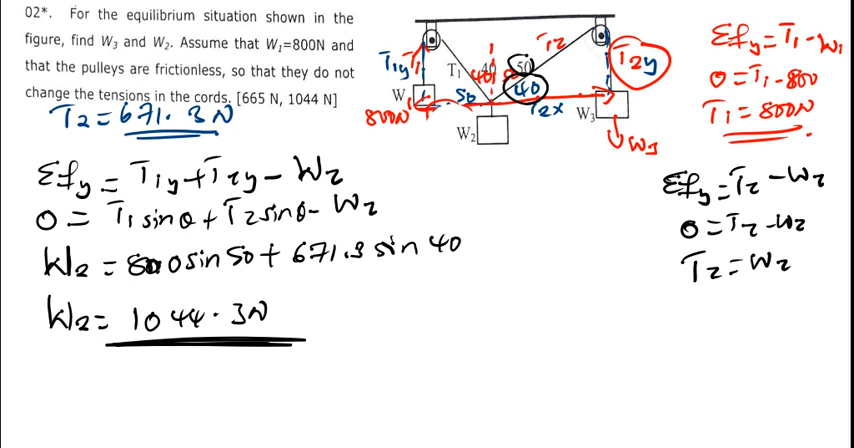 02*. For the equilibrium situation shown in the
figure, find W3 and W2. Assume that W1=800N and
that the pulleys are frictionless, so that they do not
change the tensions in the cords. [665 N, 1044 N]
T2=671.3N
Σfy = T1y+T2y- W2
0 = T1 sinθ + T2 sinθ- W2
W2 = 800 sin 50 + 671.3 sin 40
W2= 1044.3N
T1y T1 T1 40 50 T2 T2y
W 50 40
800N T2x
W2 W3
W3
Σfy = T1 - W1
0 = T1 - 800
T1 = 800N
Σfy = T2 - W2
0 = T2 - W2
T2 = W2